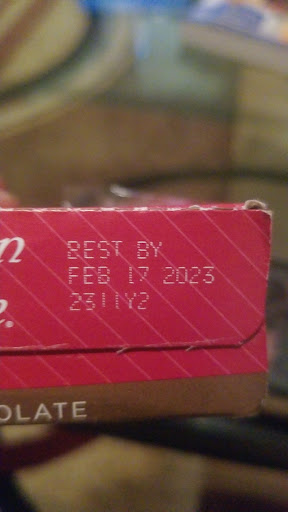 BEST BY
FEB 17 2023
2311Y2
OLATE